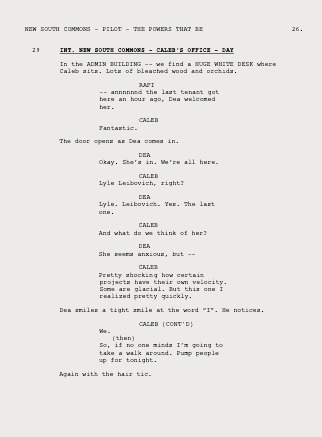 NEW SOUTH COMMONS - PILOT - THE POWERS THAT BE 26.
29 INT. NEW SOUTH COMMONS - CALEB'S OFFICE - DAY
In the ADMIN BUILDING -- we find a HUGE WHITE DESK where
Caleb sits. Lots of bleached wood and orchids.
RAFI
-- annnnnnd the last tenant got
here an hour ago, Dea welcomed
her.
CALEB
Fantastic.
The door opens as Dea comes in.
DEA
Okay. She's in. We're all here.
CALEB
Lyle Leibovich, right?
DEA
Lyle. Leibovich. Yes. The last
one.
CALEB
And what do we think of her?
DEA
She seems anxious, but --
CALEB
Pretty shocking how certain
projects have their own velocity.
Some are glacial. But this one I
realized pretty quickly.
Dea smiles a tight smile at the word "I". He notices.
CALEB (CONT'D)
We.
(then)
So, if no one minds I'm going to
take a walk around. Pump people
up for tonight.
Again with the hair tic.